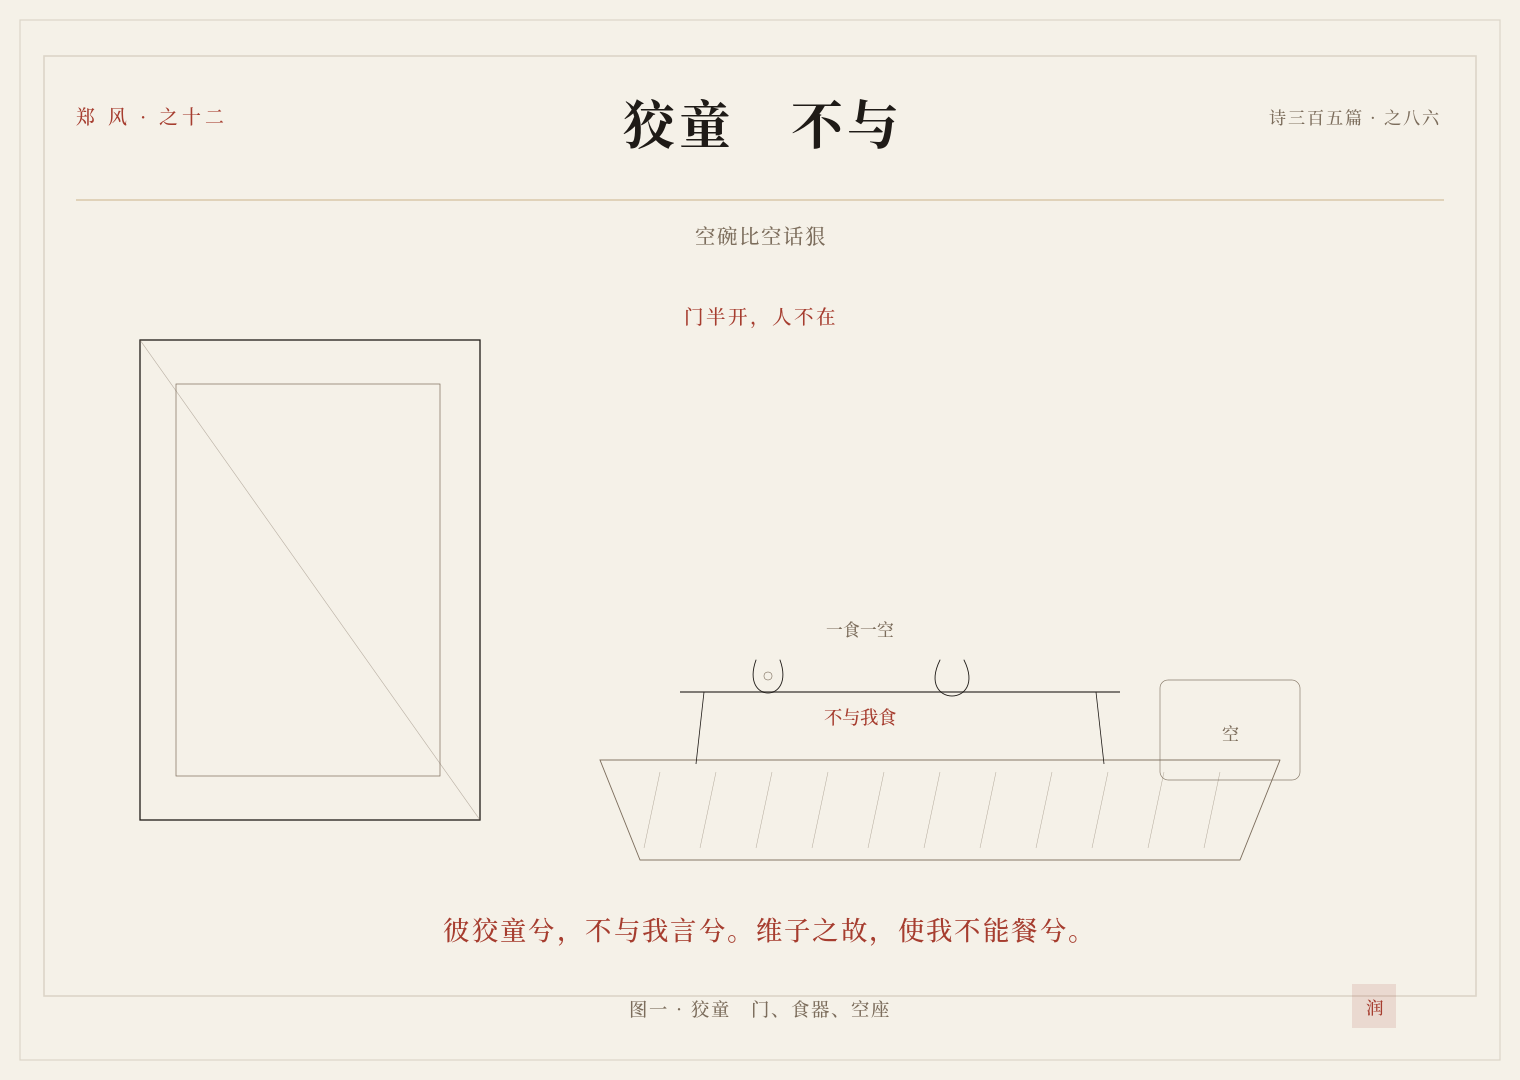 郑 风 · 之十二
狡童　不与
诗三百五篇 · 之八六
空碗比空话狠
门半开，人不在
一食一空
不与我食
空
彼狡童兮，不与我言兮。维子之故，使我不能餐兮。
图一 · 狡童　门、食器、空座
润